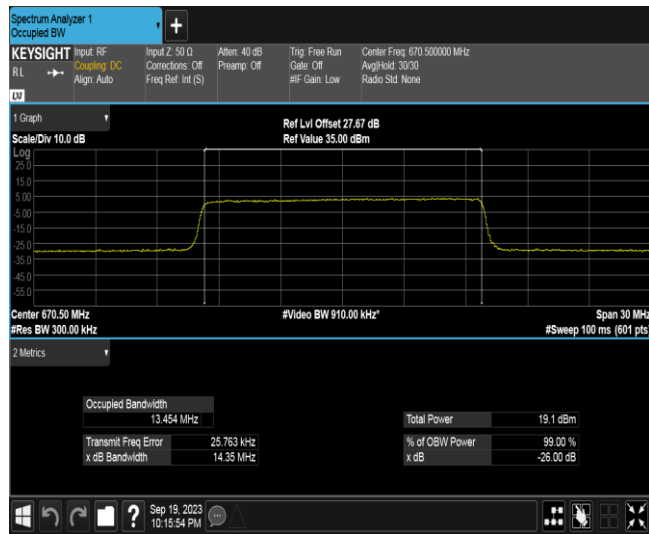 Spectrum Analyzer 1
Occupied BW
+
KEYSIGHT
RL
LXI
Input: RF
Coupling: DC
Align: Auto
Input Z: 50 Ω
Corrections: Off
Freq Ref: Int (S)
Atten: 40 dB
Preamp: Off
Trig: Free Run
Gate: Off
#IF Gain: Low
Center Freq: 670.500000 MHz
Avg|Hold: 30/30
Radio Std: None
1 Graph
Scale/Div 10.0 dB
Ref Lvl Offset 27.67 dB
Ref Value 35.00 dBm
Log
25.0
15.0
5.00
-5.00
-15.0
-25.0
-35.0
-45.0
-55.0
Center 670.50 MHz
#Video BW 910.00 kHz*
Span 30 MHz
#Res BW 300.00 kHz
#Sweep 100 ms (601 pts)
2 Metrics
Occupied Bandwidth
13.454 MHz
Total Power 19.1 dBm
Transmit Freq Error 25.763 kHz
% of OBW Power 99.00 %
x dB Bandwidth 14.35 MHz
x dB -26.00 dB
?
Sep 19, 2023
10:15:54 PM